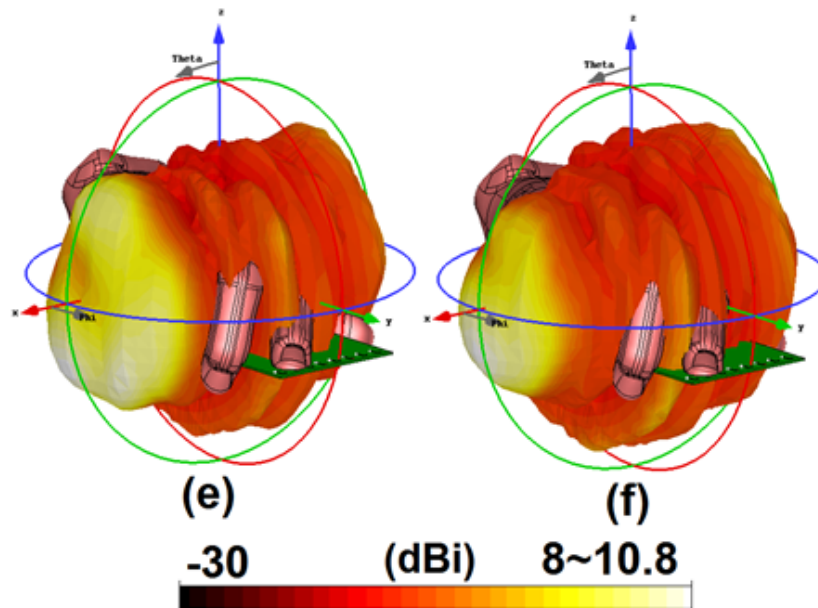 z z
Theta Theta
x Phi y x Phi y
(e) (f)
-30 (dBi) 8~10.8